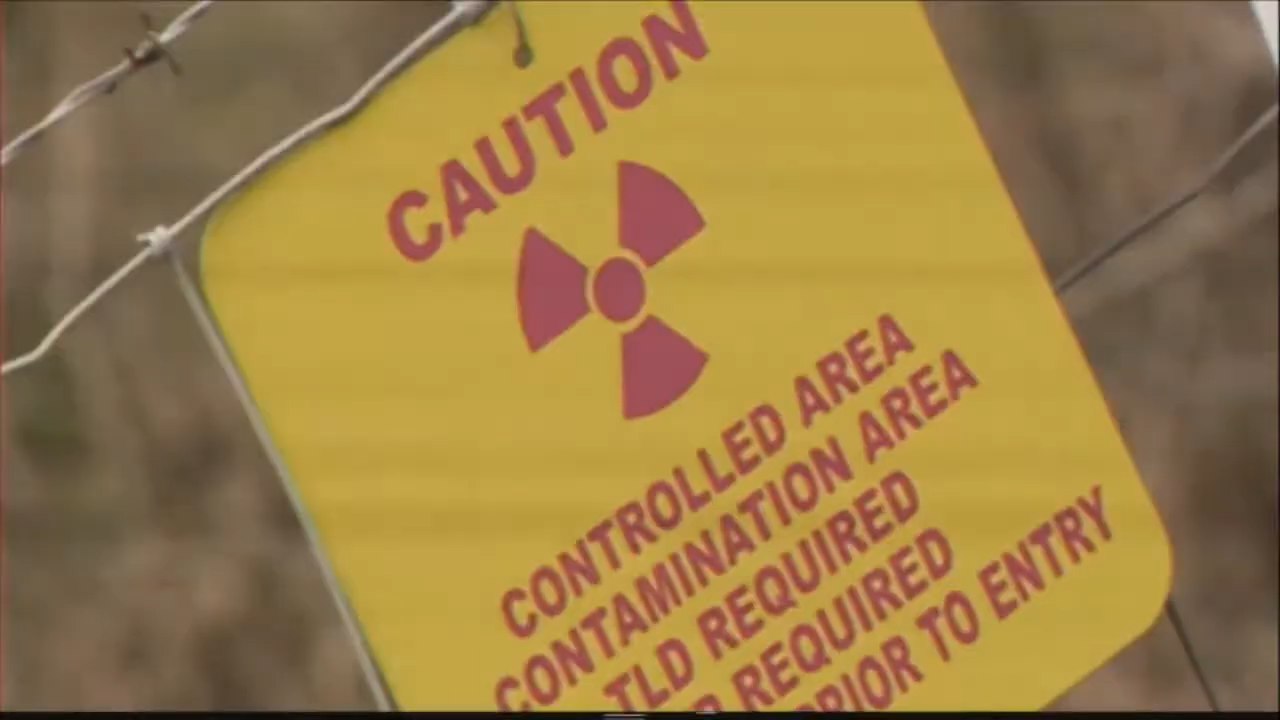 CAUTION
CONTROLLED AREA
CONTAMINATION AREA
TLD REQUIRED
REQUIRED
PRIOR TO ENTRY